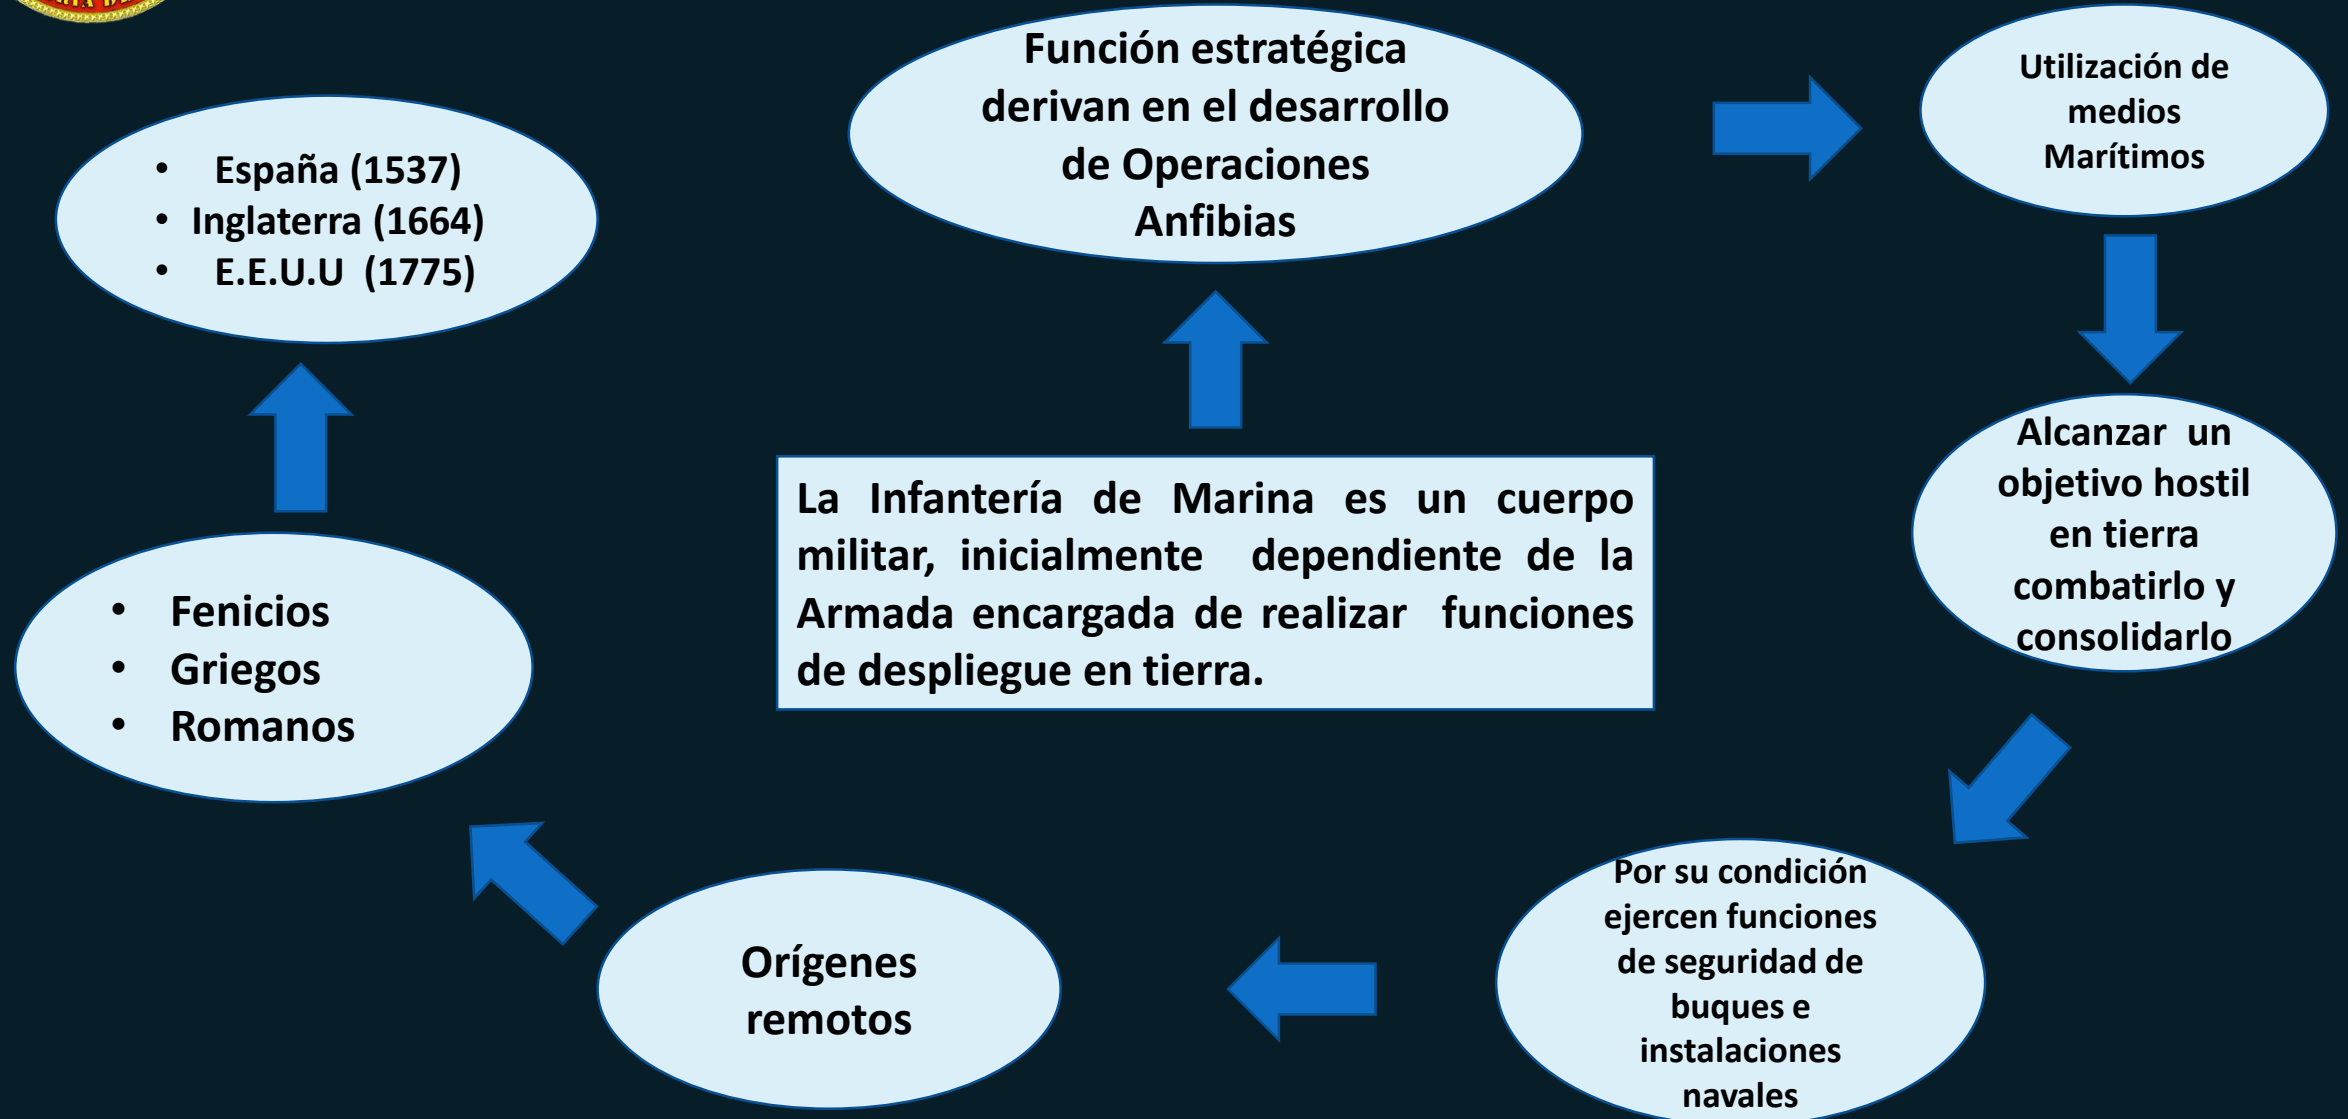 La Infantería de Marina es un cuerpo
militar, inicialmente dependiente de la
Armada encargada de realizar funciones
de despliegue en tierra.
Función estratégica
derivan en el desarrollo
de Operaciones
Anfibias
Utilización de
medios
Marítimos
Alcanzar un
objetivo hostil
en tierra
combatirlo y
consolidarlo
Por su condición
ejercen funciones
de seguridad de
buques e
instalaciones
navales
Orígenes
remotos
• Fenicios
• Griegos
• Romanos
• España (1537)
• Inglaterra (1664)
• E.E.U.U (1775)